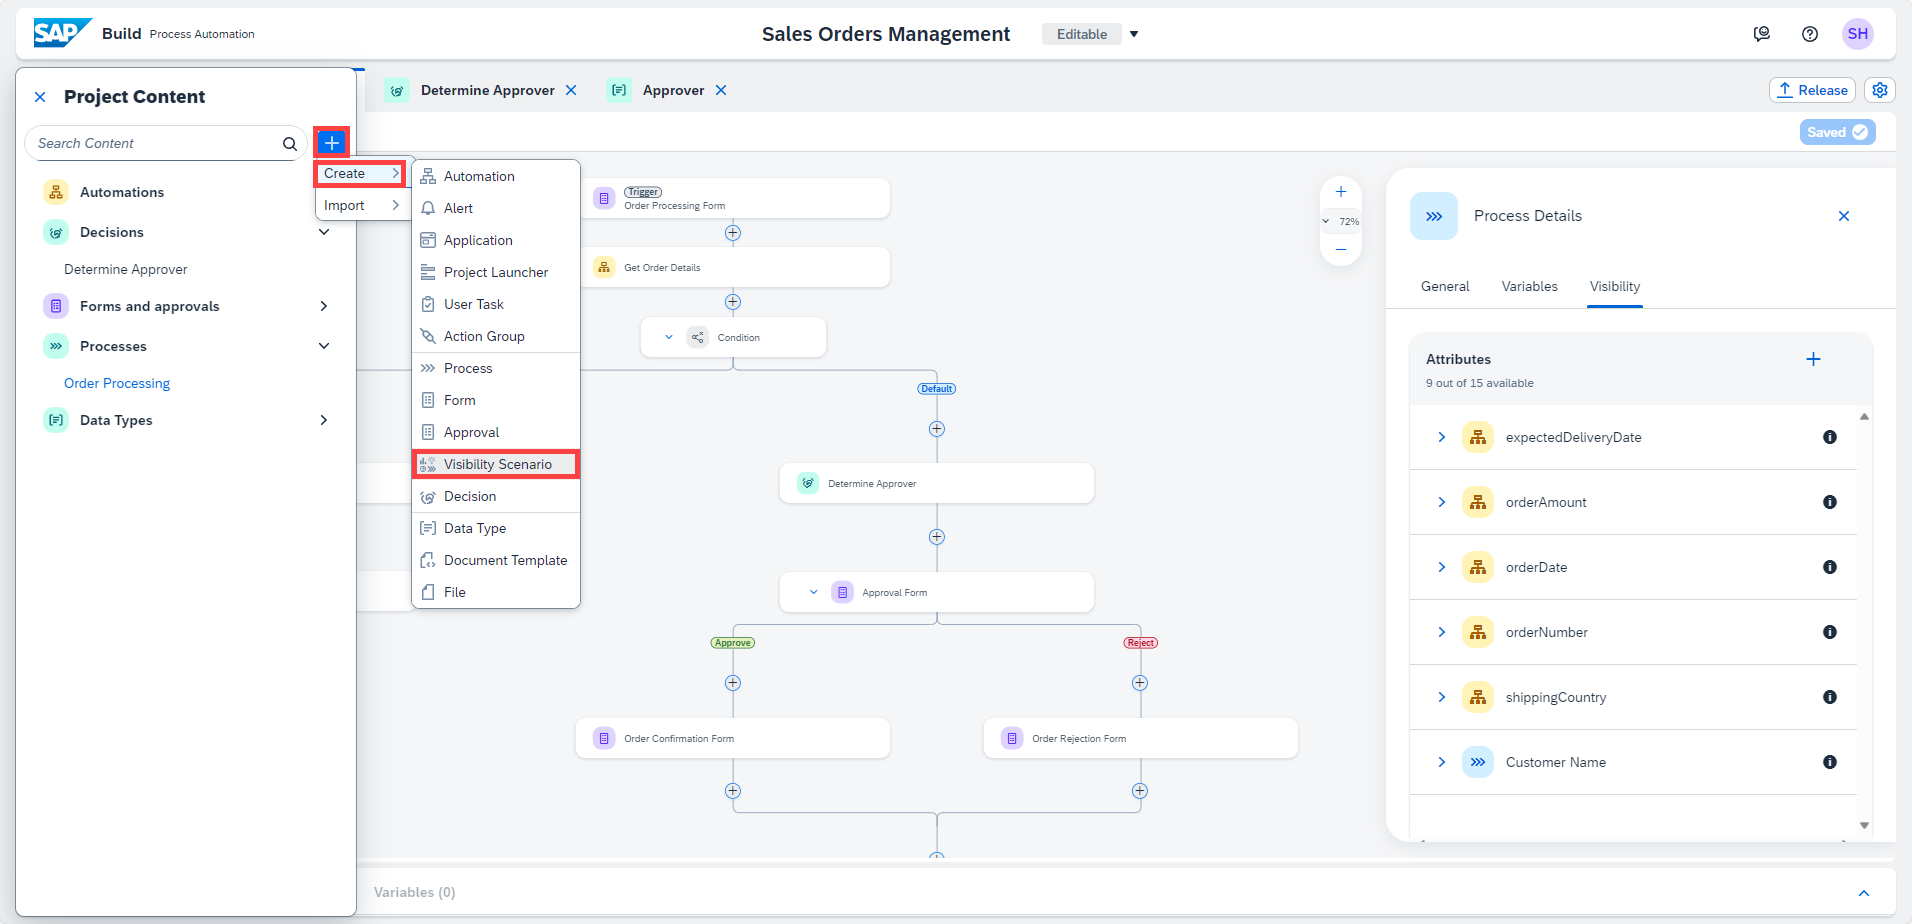 SAP Build Process Automation
Sales Orders Management
Editable
SH
Project Content
Search Content
Automations
Decisions
Determine Approver
Forms and approvals
Processes
Order Processing
Data Types
Create
Import
Automation
Alert
Application
Project Launcher
User Task
Action Group
Process
Form
Approval
Visibility Scenario
Decision
Data Type
Document Template
File
Determine Approver
Approver
Release
Saved
Trigger
Order Processing Form
Get Order Details
Condition
Default
Determine Approver
Approval Form
Approve
Reject
Order Confirmation Form
Order Rejection Form
72%
Process Details
General
Variables
Visibility
Attributes
9 out of 15 available
expectedDeliveryDate
orderAmount
orderDate
orderNumber
shippingCountry
Customer Name
Variables (0)